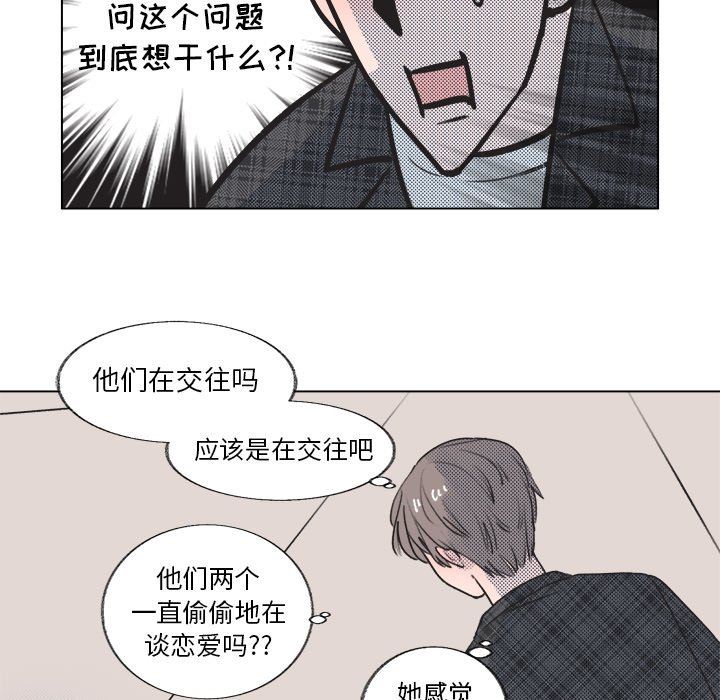 问这个问题
到底想干什么?!
他们在交往吗
应该是在交往吧
他们两个
一直偷偷地在
谈恋爱吗??
她感觉